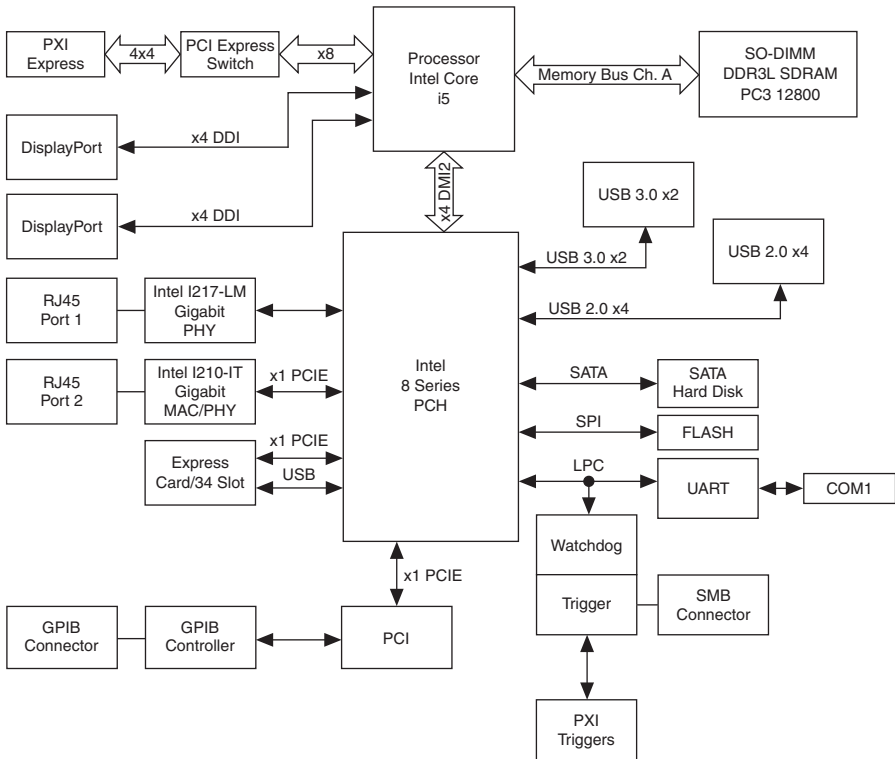 PXI
Express
4x4
PCI Express
Switch
x8
Processor
Intel Core
i5
Memory Bus Ch. A
SO-DIMM
DDR3L SDRAM
PC3 12800
DisplayPort
x4 DDI
DisplayPort
x4 DDI
x4 DMI2
USB 3.0 x2
USB 2.0 x4
USB 3.0 x2
USB 2.0 x4
RJ45
Port 1
Intel I217-LM
Gigabit
PHY
RJ45
Port 2
Intel I210-IT
Gigabit
MAC/PHY
x1 PCIE
Intel
8 Series
PCH
SATA
SATA
Hard Disk
SPI
FLASH
Express
Card/34 Slot
x1 PCIE
USB
LPC
UART
COM1
Watchdog
Trigger
SMB
Connector
x1 PCIE
GPIB
Connector
GPIB
Controller
PCI
PXI
Triggers